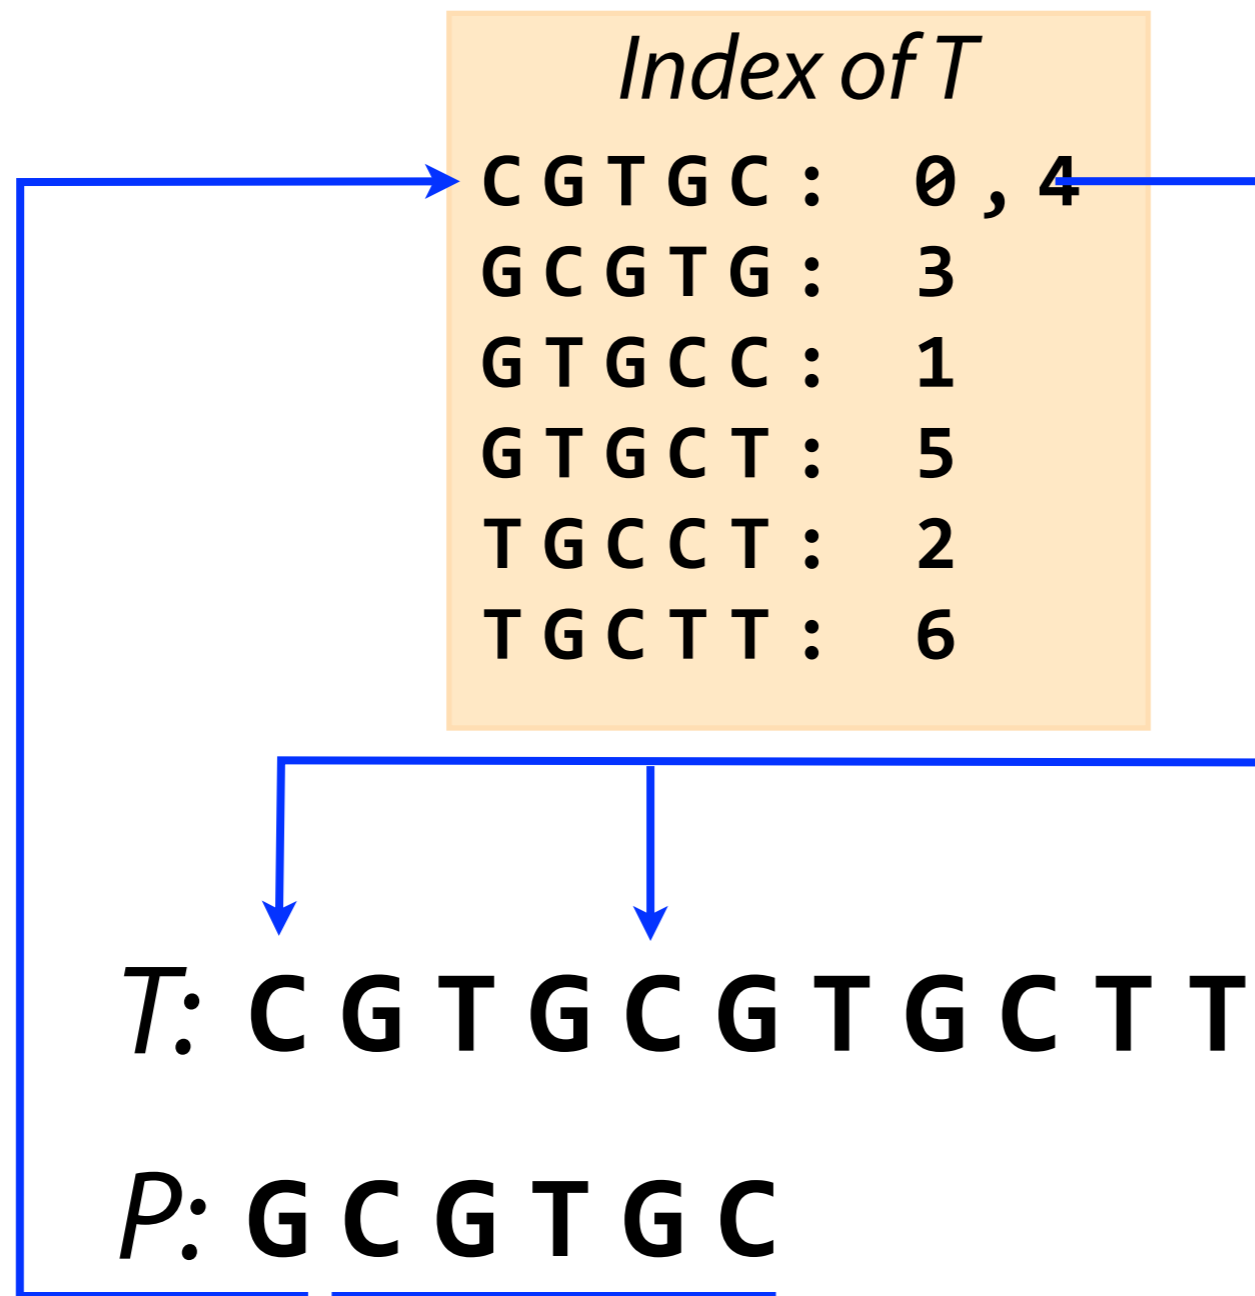 Index of T
CGTGC: 0,4
GCGTG: 3
GTGCC: 1
GTGCT: 5
TGCCT: 2
TGCTT: 6
T: CGTGCGTGCTT
P: GCGTGC